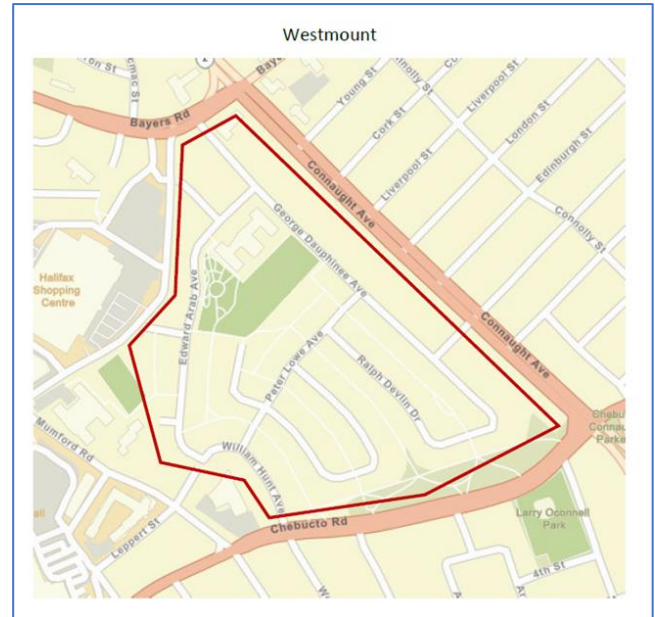 Westmount
Bayers Rd
Young St
Cork St
Liverpool St
Liverpool St
London St
Edinburgh St
Connolly St
Connaught Ave
George Dauphinee Ave
Halifax
Shopping
Centre
Edward Arab Ave
Peter Lowe Ave
Ralph Devlin Dr
Connaught Ave
Mumford Rd
William Hunt Ave
Leppert St
Chebucto Rd
Larry Oconnell
Park
4th St